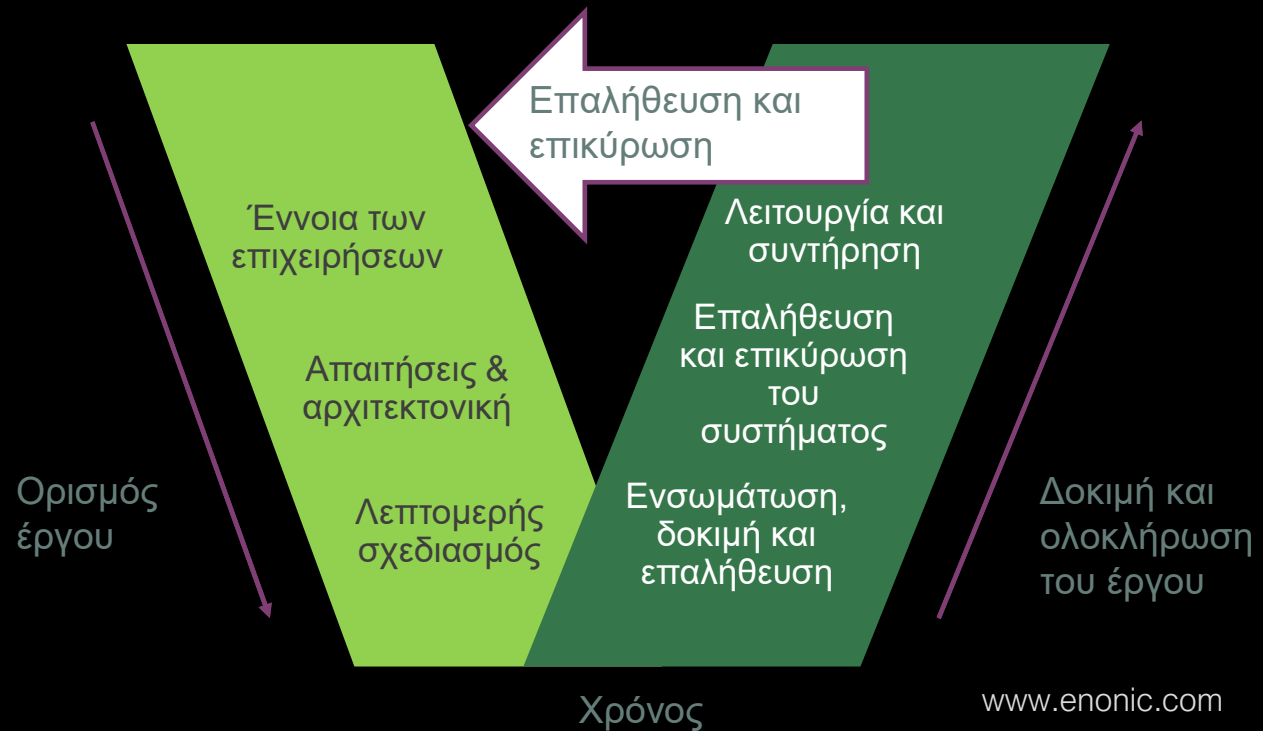 Επαλήθευση και
επικύρωση
Έννοια των
επιχειρήσεων
Απαιτήσεις &
αρχιτεκτονική
Λεπτομερής
σχεδιασμός
Λειτουργία και
συντήρηση
Επαλήθευση
και επικύρωση
του
συστήματος
Ενσωμάτωση,
δοκιμή και
επαλήθευση
Ορισμός
έργου
Δοκιμή και
ολοκλήρωση
του έργου
Χρόνος
www.enonic.com